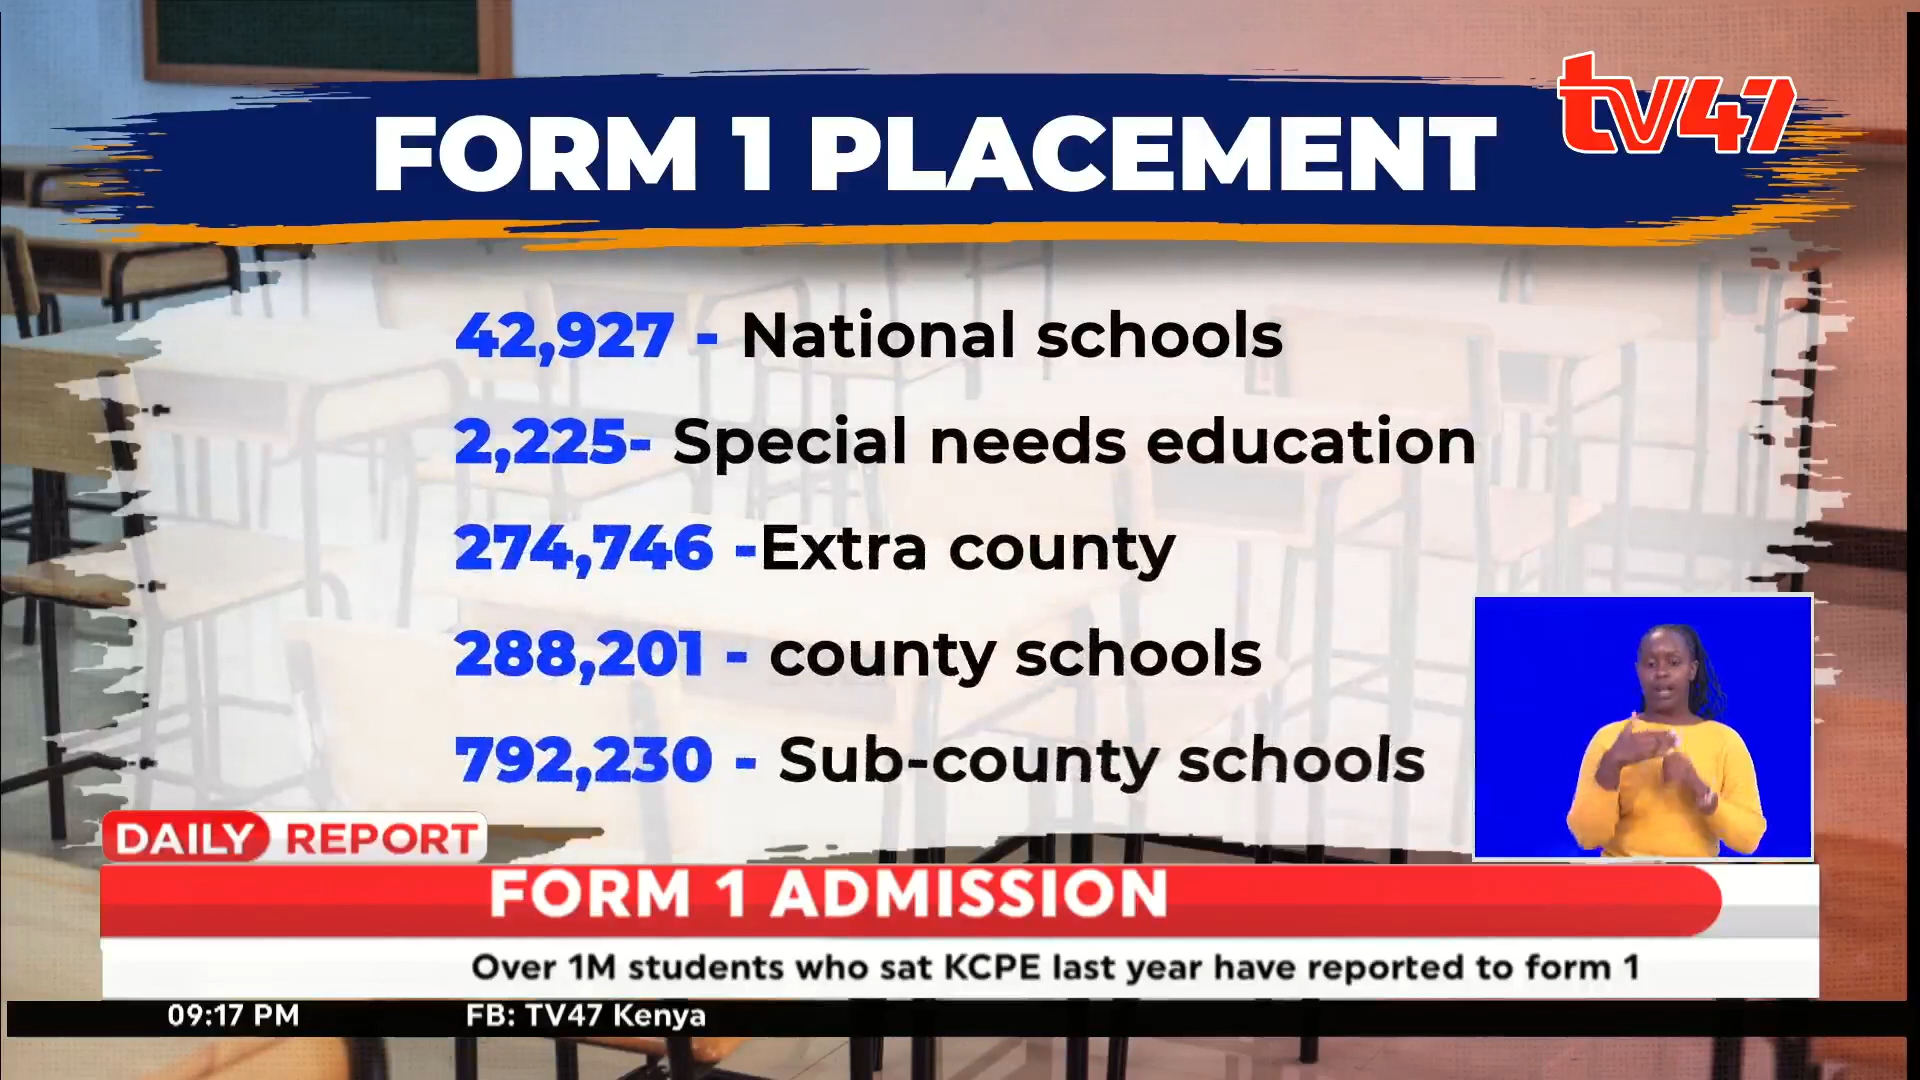 tv47
FORM 1 PLACEMENT
42,927 - National schools
2,225- Special needs education
274,746 -Extra county
288,201 - county schools
792,230 - Sub-county schools
DAILY REPORT
FORM 1 ADMISSION
Over 1M students who sat KCPE last year have reported to form 1
09:17 PM FB: TV47 Kenya